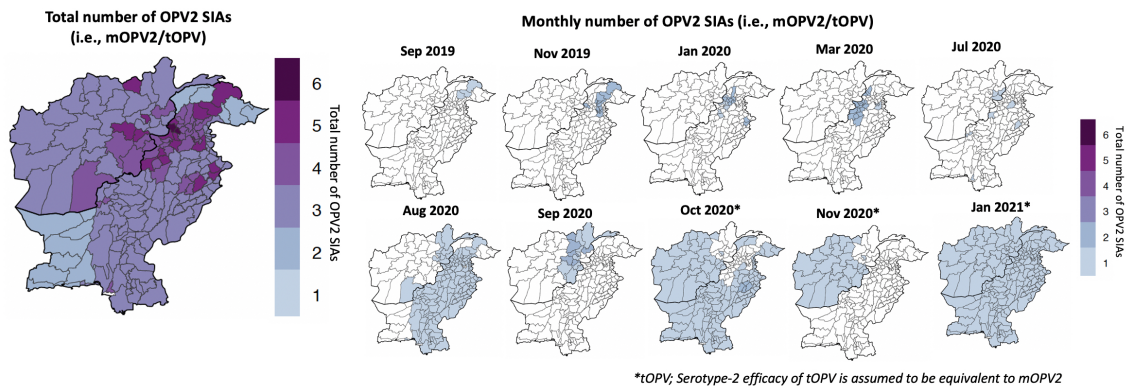 Total number of OPV2 SIAs
(i.e., mOPV2/tOPV)
6
5
4
3
2
1
Total number of OPV2 SIAs
Monthly number of OPV2 SIAs (i.e., mOPV2/tOPV)
Sep 2019
Nov 2019
Jan 2020
Mar 2020
Jul 2020
Aug 2020
Sep 2020
Oct 2020*
Nov 2020*
Jan 2021*
6
5
4
3
2
1
Total number of OPV2 SIAs
*tOPV; Serotype-2 efficacy of tOPV is assumed to be equivalent to mOPV2